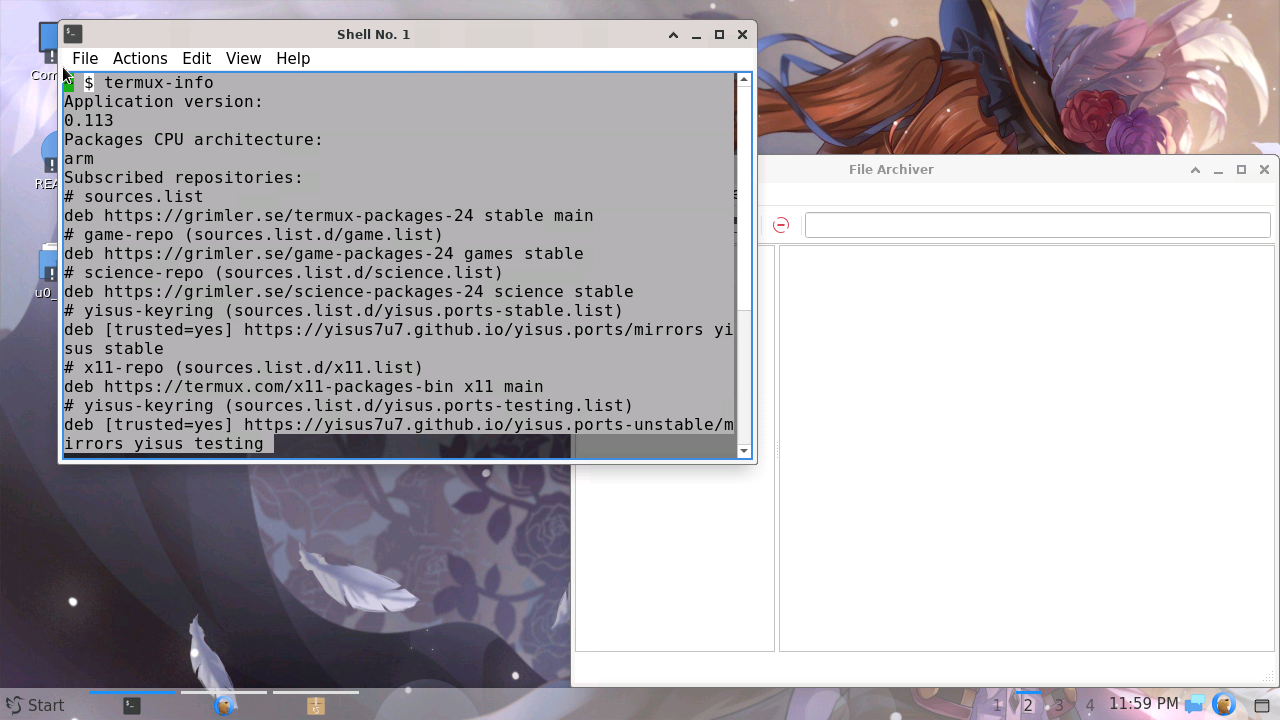 Shell No. 1
File Actions Edit View Help
$ termux-info
Application version:
0.113
Packages CPU architecture:
arm
Subscribed repositories:
# sources.list
deb https://grimler.se/termux-packages-24 stable main
# game-repo (sources.list.d/game.list)
deb https://grimler.se/game-packages-24 games stable
# science-repo (sources.list.d/science.list)
deb https://grimler.se/science-packages-24 science stable
# yisus-keyring (sources.list.d/yisus.ports-stable.list)
deb [trusted=yes] https://yisus7u7.github.io/yisus.ports/mirrors yi
sus stable
# x11-repo (sources.list.d/x11.list)
deb https://termux.com/x11-packages-bin x11 main
# yisus-keyring (sources.list.d/yisus.ports-testing.list)
deb [trusted=yes] https://yisus7u7.github.io/yisus.ports-unstable/m
irrors yisus testing
File Archiver
Com
REA
u0_
Start
1 2 3 4 11:59 PM